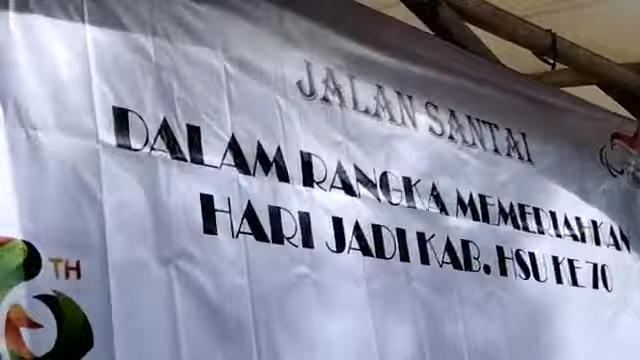 JALAN SANTAI
DALAM RANGKA MEMERIAHKAN
HARI JADI KAB. HSU KE 70
TH